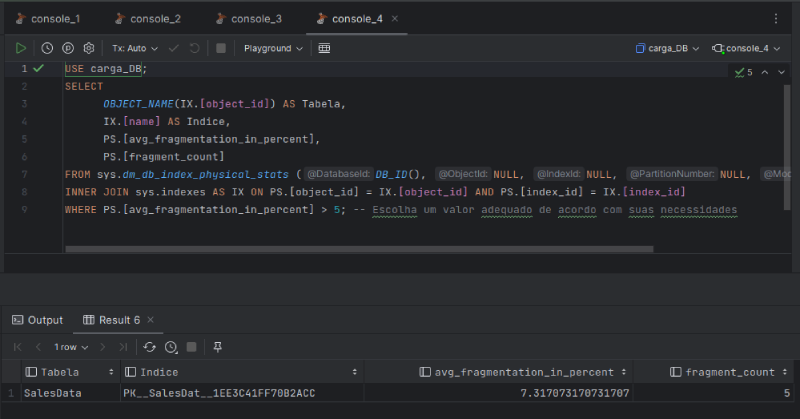 console_1 console_2 console_3 console_4
Tx: Auto Playground carga_DB console_4
1 USE carga_DB; 5
2 SELECT
3 OBJECT_NAME(IX.[object_id]) AS Tabela,
4 IX.[name] AS Indice,
5 PS.[avg_fragmentation_in_percent],
6 PS.[fragment_count]
7 FROM sys.dm_db_index_physical_stats ( @DatabaseId: DB_ID(), @ObjectId: NULL, @IndexId: NULL, @PartitionNumber: NULL, @Mod
8 INNER JOIN sys.indexes AS IX ON PS.[object_id] = IX.[object_id] AND PS.[index_id] = IX.[index_id]
9 WHERE PS.[avg_fragmentation_in_percent] > 5; -- Escolha um valor adequado de acordo com suas necessidades
Output Result 6
1 row
Tabela Indice avg_fragmentation_in_percent fragment_count
1 SalesData PK__SalesDat__1EE3C41FF70B2ACC 7.317073170731707 5